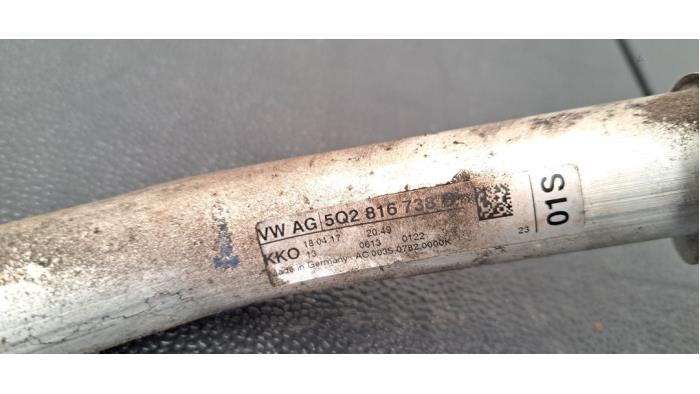 VW AG 5Q2 816 738
18.04.17 20:49
KKO 13 0613 0122 23
Made in Germany AC 0035.0782.0000K
01S